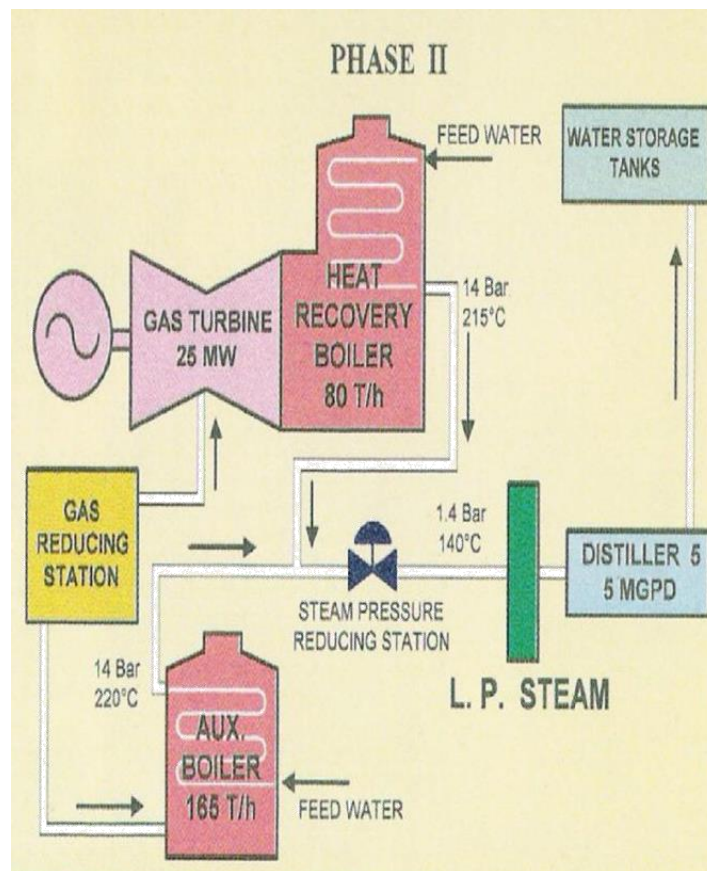 PHASE II
FEED WATER
WATER STORAGE
TANKS
HEAT
RECOVERY
BOILER
80 T/h
GAS TURBINE
25 MW
14 Bar
215°C
GAS
REDUCING
STATION
1.4 Bar
140°C
DISTILLER 5
5 MGPD
STEAM PRESSURE
REDUCING STATION
L. P. STEAM
14 Bar
220°C
AUX.
BOILER
165 T/h
FEED WATER